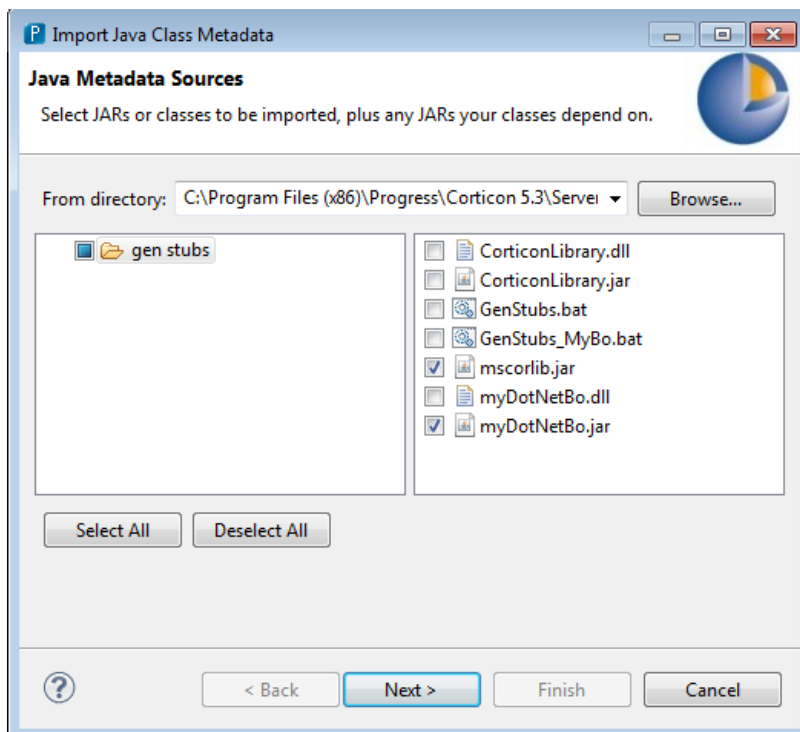 Import Java Class Metadata
Java Metadata Sources
Select JARs or classes to be imported, plus any JARs your classes depend on.
From directory: C:\Program Files (x86)\Progress\Corticon 5.3\Server Browse...
gen stubs
CorticonLibrary.dll
CorticonLibrary.jar
GenStubs.bat
GenStubs_MyBo.bat
mscorlib.jar
myDotNetBo.dll
myDotNetBo.jar
Select All Deselect All
? < Back Next > Finish Cancel